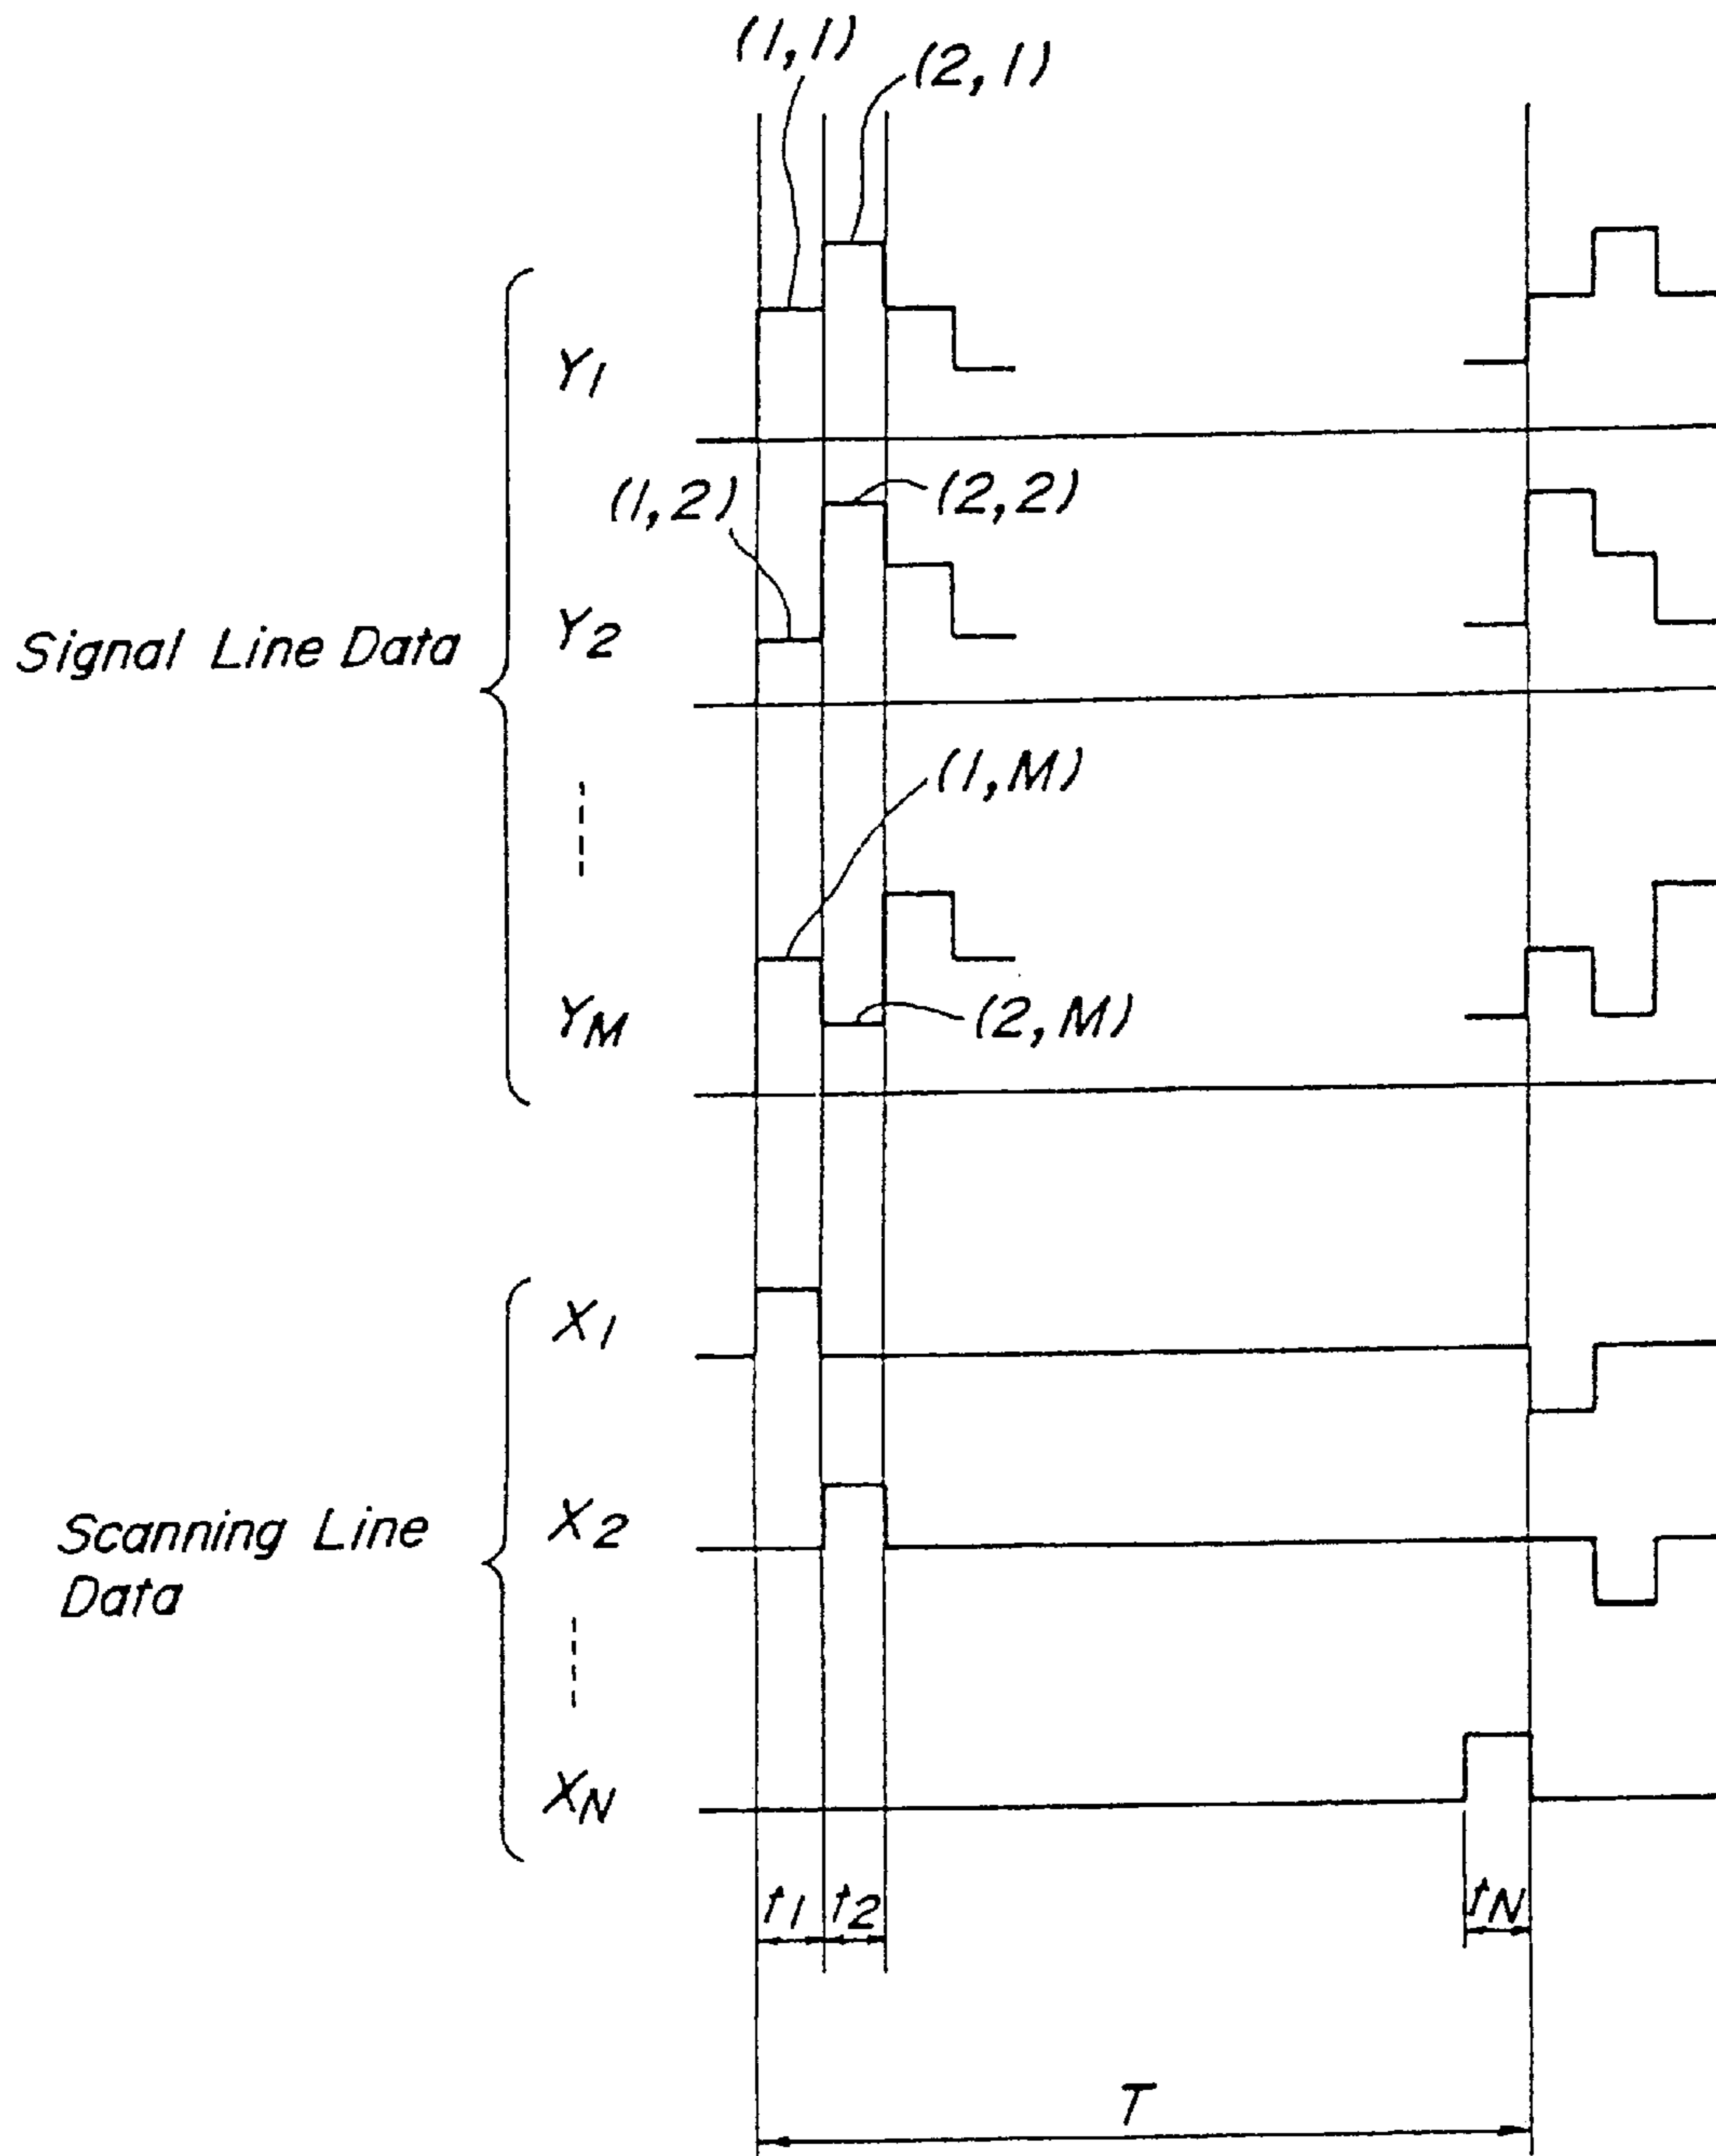 (1,1)
(2,1)
Y1
(1,2)
(2,2)
Signal Line Data
Y2
(1,M)
YM
(2,M)
X1
Scanning Line
Data
X2
XN
t1
t2
tN
T